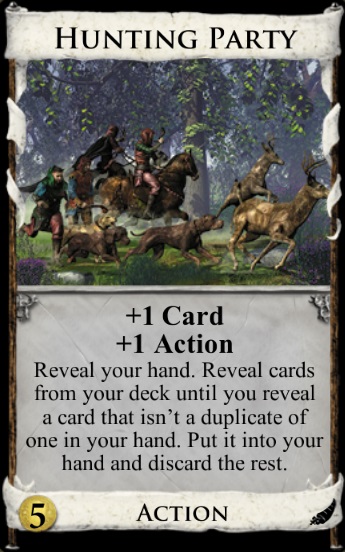 Hunting Party
+1 Card
+1 Action
Reveal your hand. Reveal cards
from your deck until you reveal
a card that isn't a duplicate of
one in your hand. Put it into your
hand and discard the rest.
5
Action